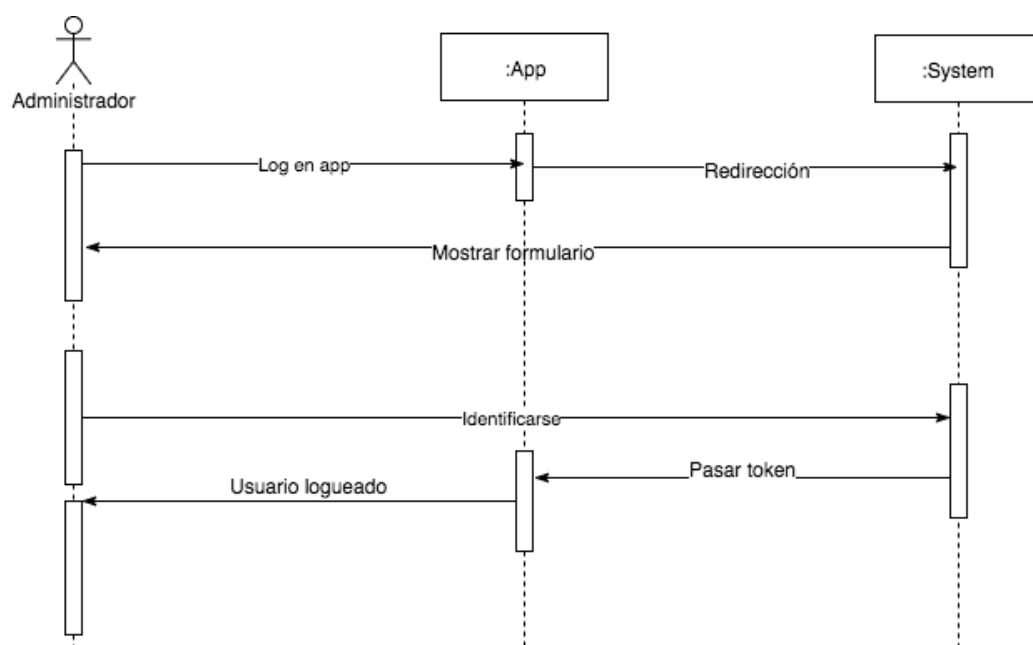 Administrador
:App
:System
Log en app
Redirección
Mostrar formulario
Identificarse
Pasar token
Usuario logueado